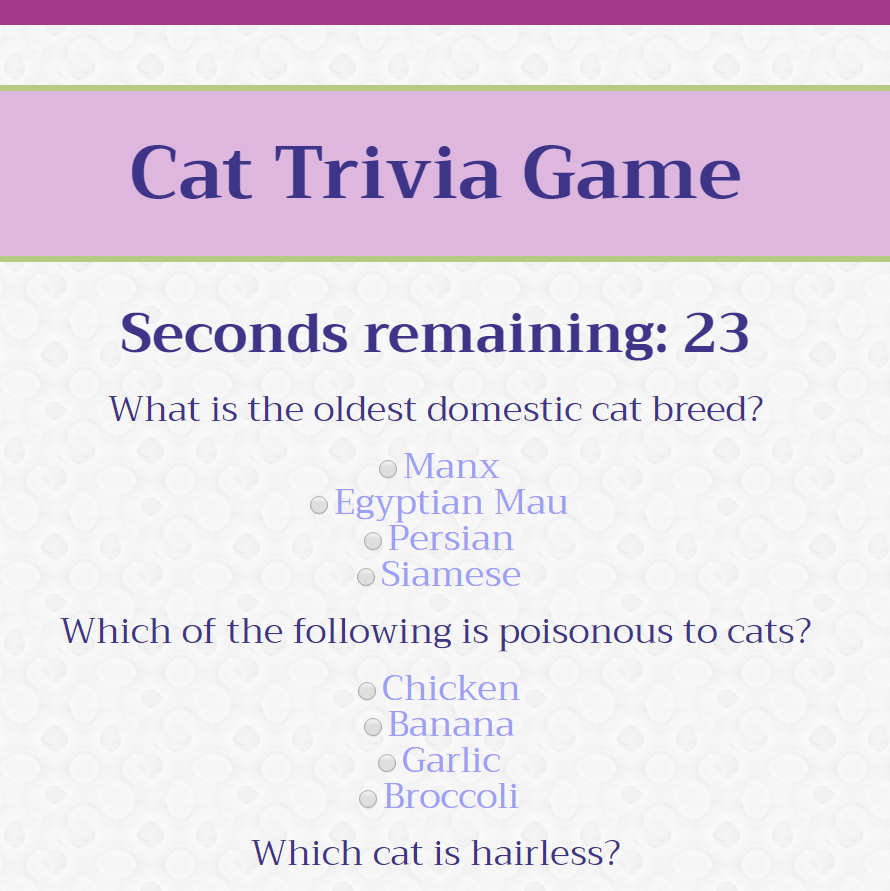 Cat Trivia Game
Seconds remaining: 23
What is the oldest domestic cat breed?
Manx
Egyptian Mau
Persian
Siamese
Which of the following is poisonous to cats?
Chicken
Banana
Garlic
Broccoli
Which cat is hairless?